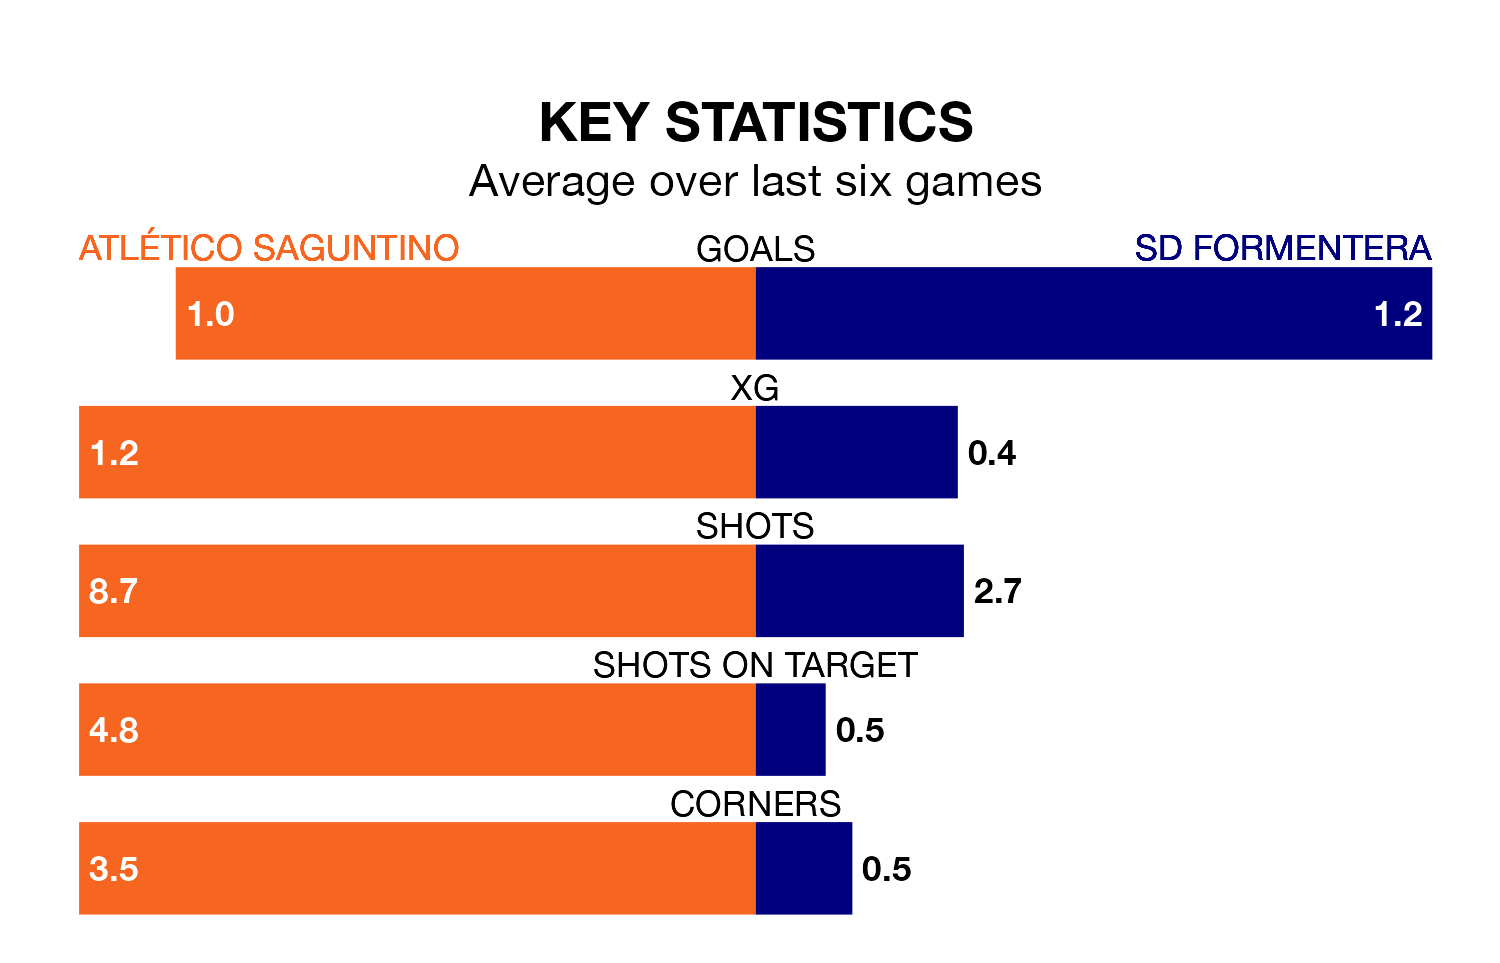 KEY STATISTICS
Average over last six games
ATLÉTICO SAGUNTINO GOALS SD FORMENTERA
1.0 1.2
XG
1.2 0.4
SHOTS
8.7 2.7
SHOTS ON TARGET
4.8 0.5
CORNERS
3.5 0.5